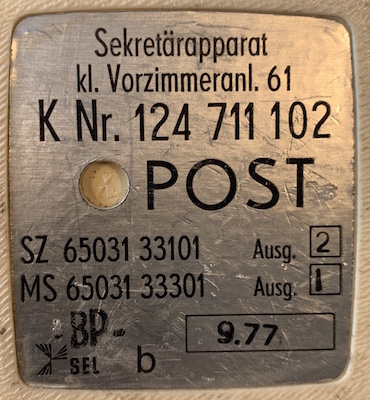 Sekretärapparat
kl. Vorzimmeranl. 61
K Nr. 124 711 102
POST
SZ 65031 33101 Ausg. 2
MS 65031 33301 Ausg. 1
BP- 9.77
SEL b